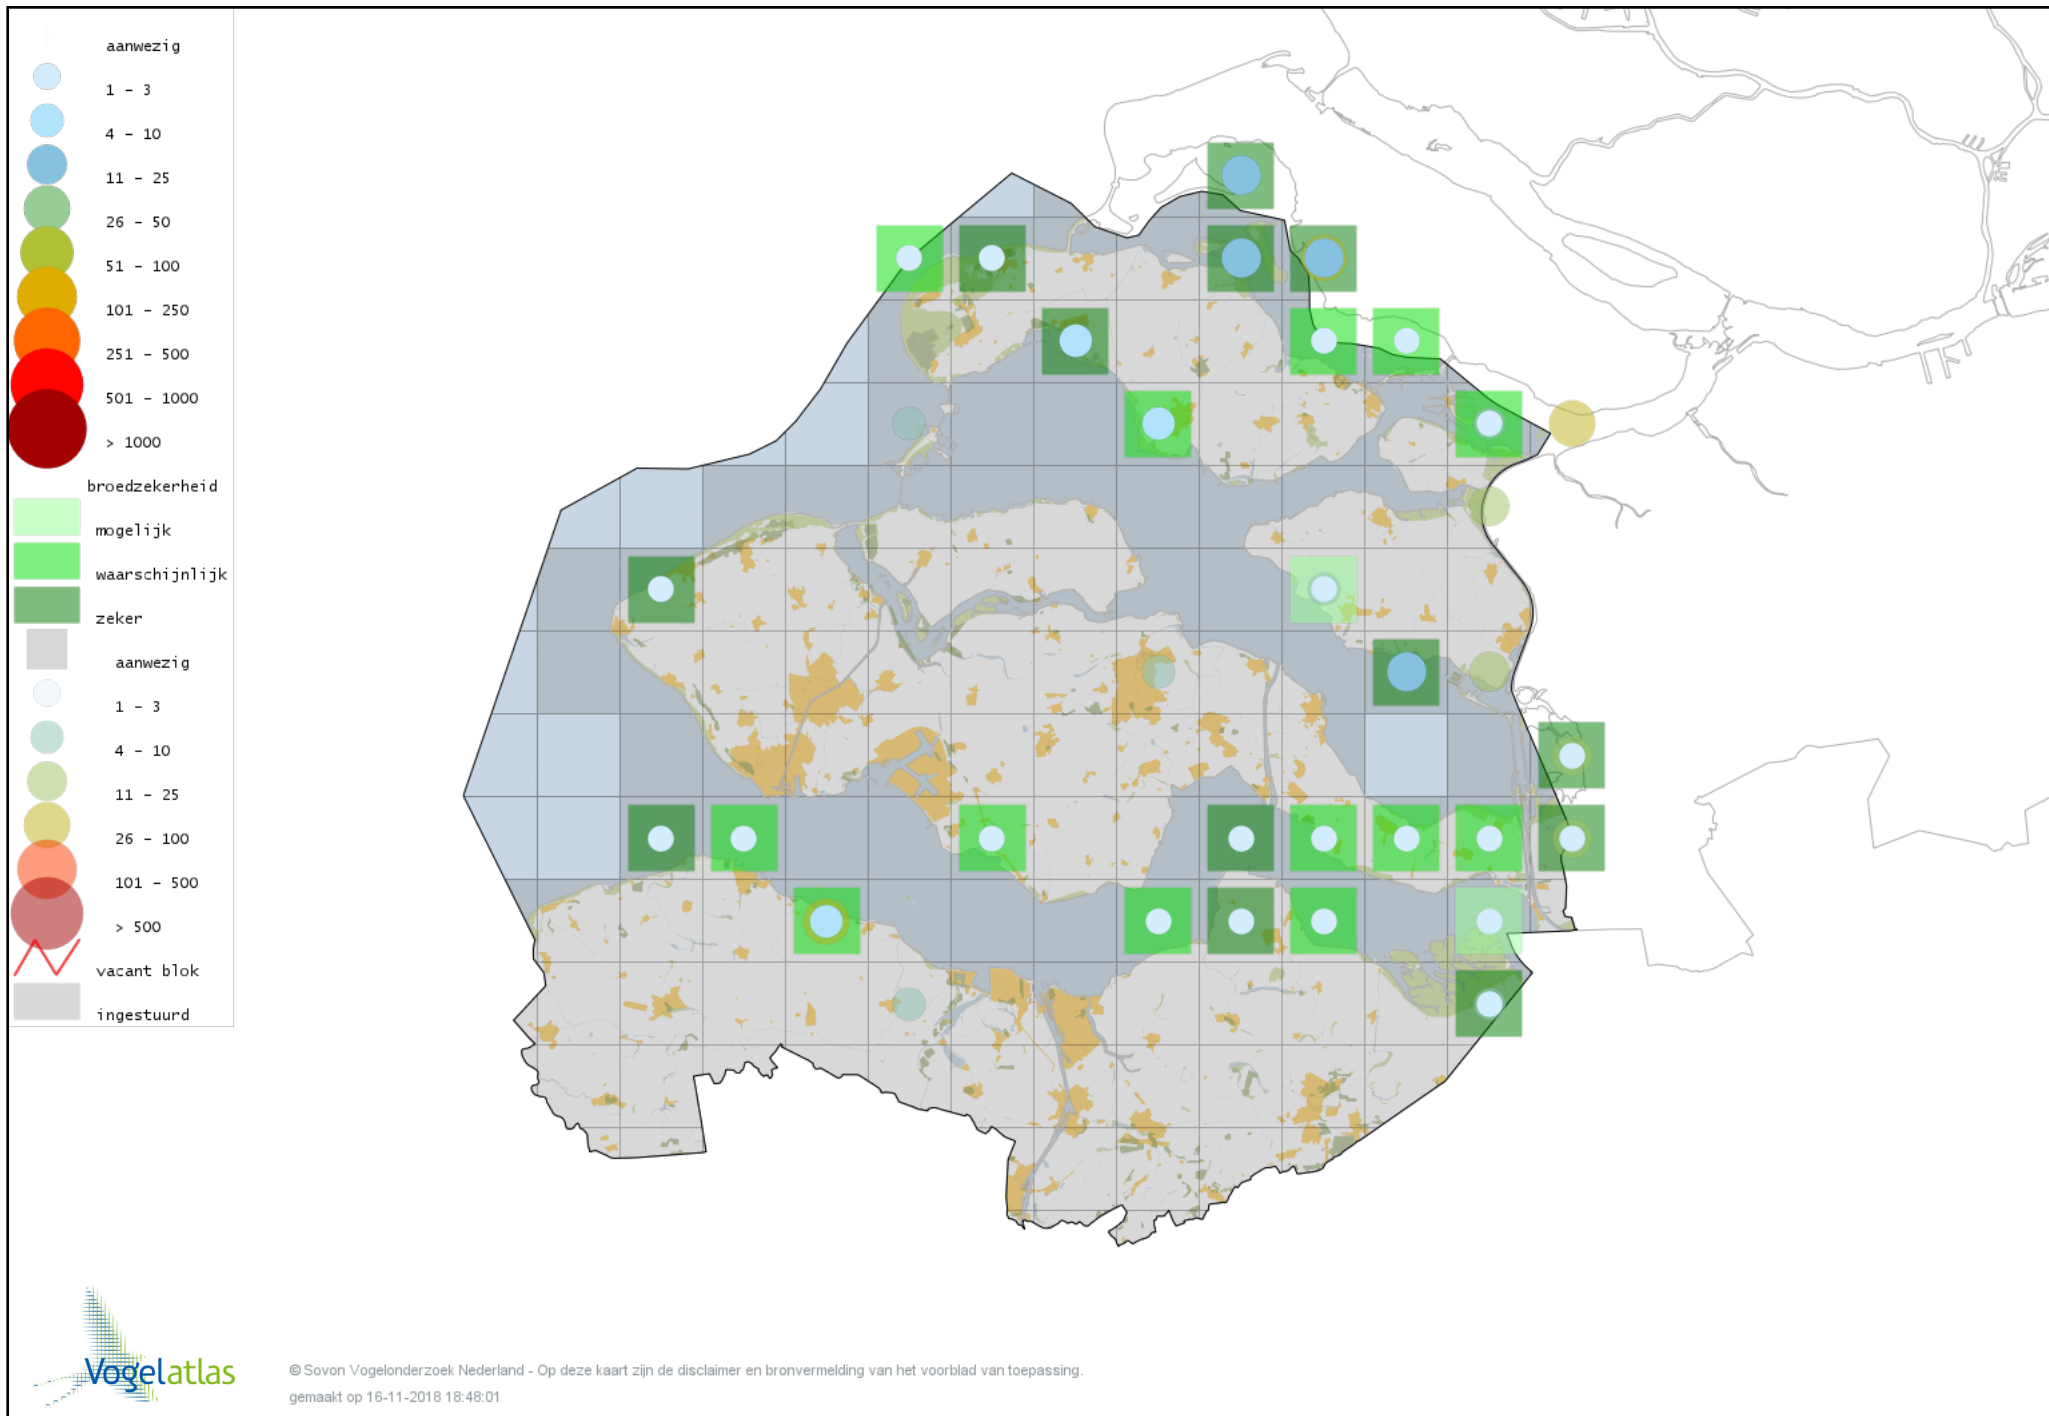 aanwezig
1 - 3
4 - 10
11 - 25
26 - 50
51 - 100
101 - 250
251 - 500
501 - 1000
> 1000
broedzekerheid
mogelijk
waarschijnlijk
zeker
aanwezig
1 - 3
4 - 10
11 - 25
26 - 100
101 - 500
> 500
vacant blok
ingestuurd
Vogelatlas
© Sovon Vogelonderzoek Nederland - Op deze kaart zijn de disclaimer en bronvermelding van het voorblad van toepassing.
gemaakt op 16-11-2018 18:48:01